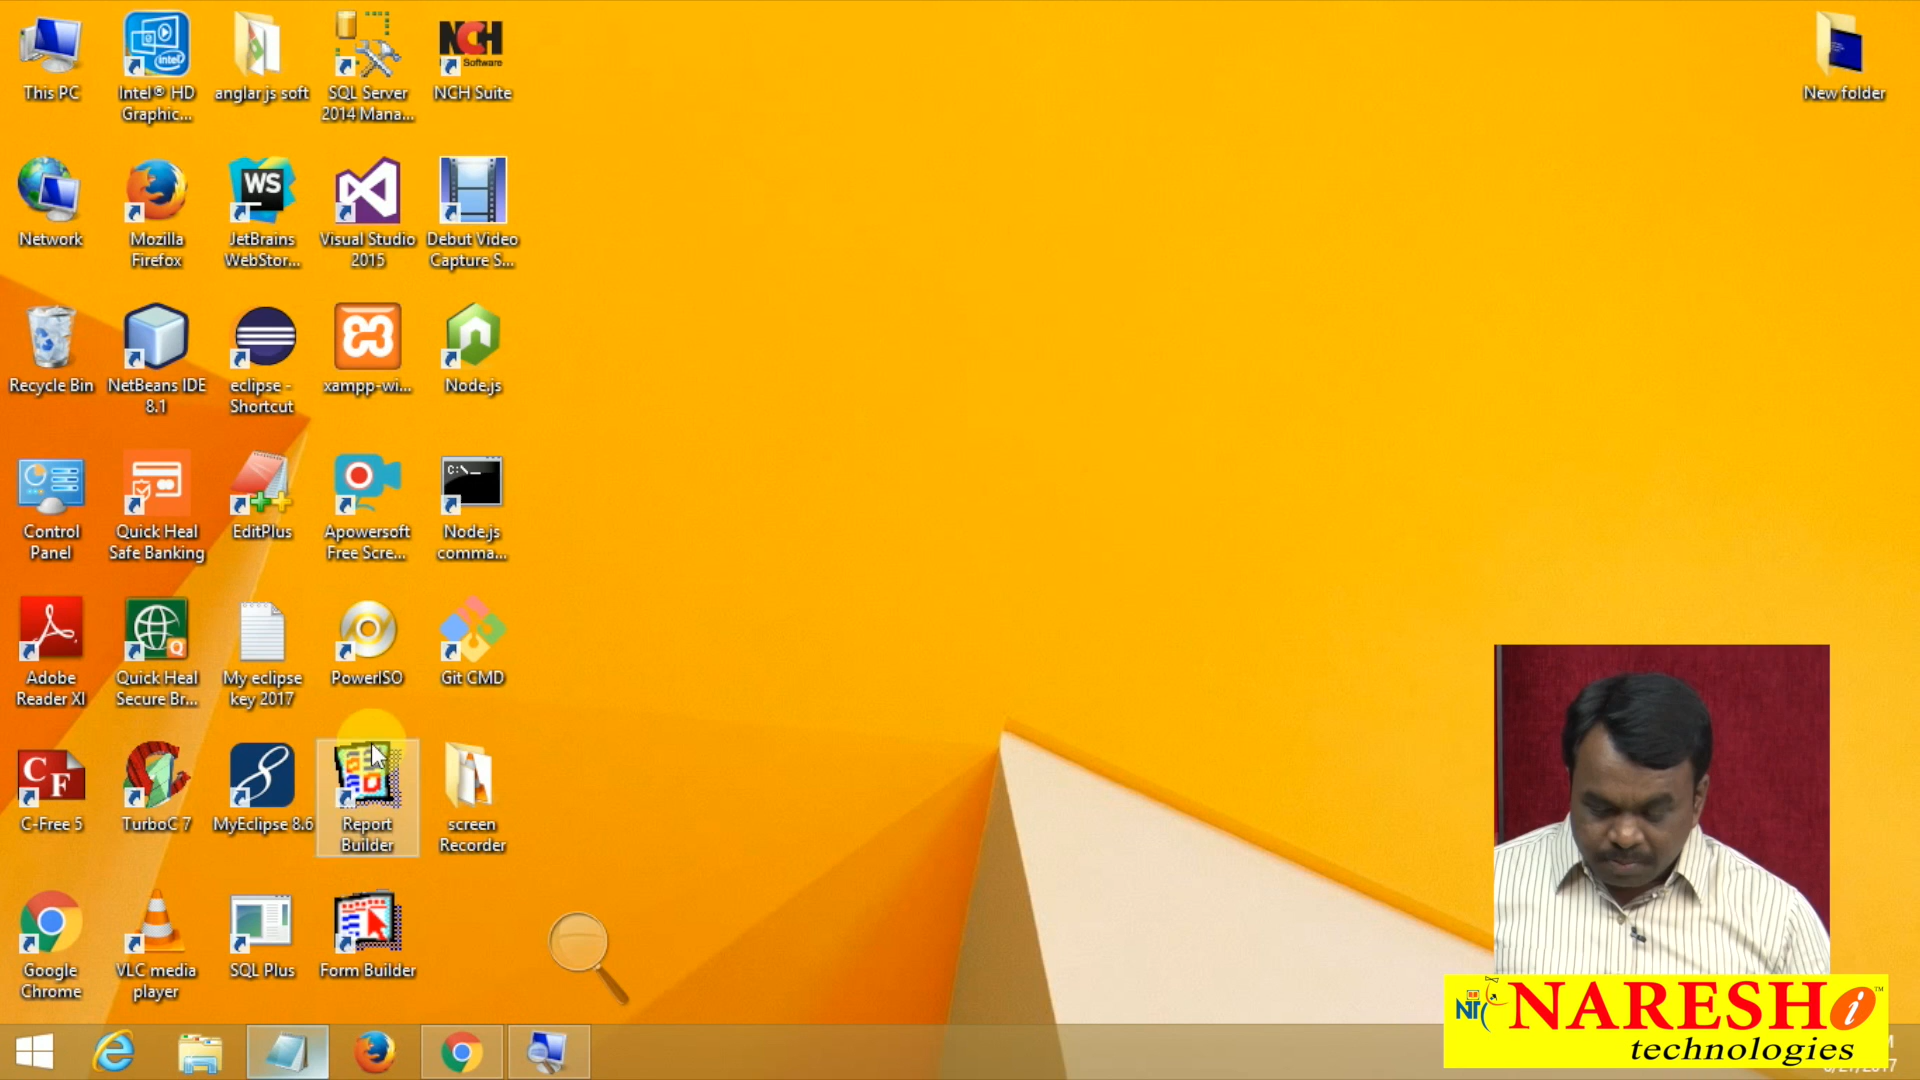 This PC
Intel® HD
Graphic...
anglar js soft
SQL Server
2014 Mana...
NCH
Software
NCH Suite
New folder
Network
Mozilla
Firefox
WS
JetBrains
WebStor...
Visual Studio
2015
Debut Video
Capture S...
Recycle Bin
NetBeans IDE
8.1
eclipse -
Shortcut
xampp-wi...
Node.js
Control
Panel
Quick Heal
Safe Banking
EditPlus
Apowersoft
Free Scre...
C:\_
Node.js
comma...
Adobe
Reader XI
Quick Heal
Secure Br...
My eclipse
key 2017
PowerISO
Git CMD
CF
C-Free 5
TurboC 7
MyEclipse 8.6
Report
Builder
screen
Recorder
Google
Chrome
VLC media
player
SQL Plus
Form Builder
NARESH i ™
technologies